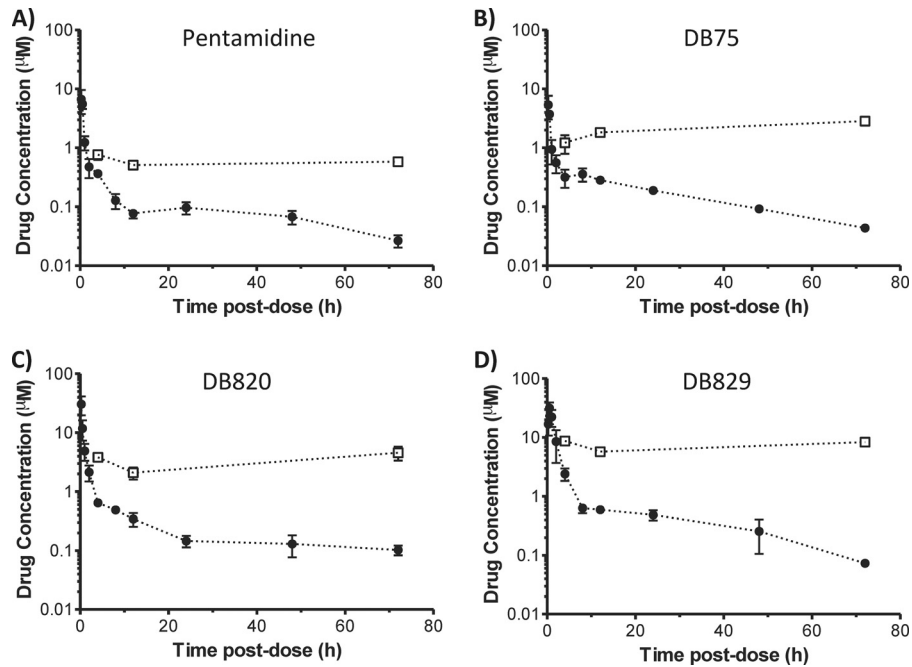 A)
Pentamidine
Drug Concentration (µM)
100
10
1
0.1
0.01
0 20 40 60 80
Time post-dose (h)
B)
DB75
Drug Concentration (µM)
100
10
1
0.1
0.01
0 20 40 60 80
Time post-dose (h)
C)
DB820
Drug Concentration (µM)
100
10
1
0.1
0.01
0 20 40 60 80
Time post-dose (h)
D)
DB829
Drug Concentration (µM)
100
10
1
0.1
0.01
0 20 40 60 80
Time post-dose (h)